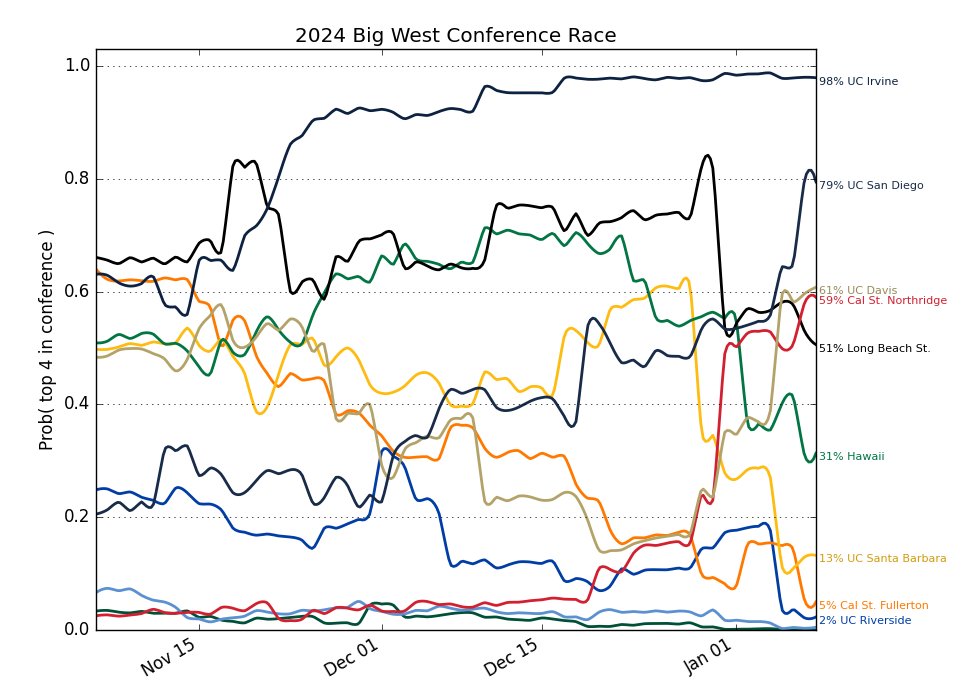 2024 Big West Conference Race
Prob( top 4 in conference )
1.0
0.8
0.6
0.4
0.2
0.0
Nov 15
Dec 01
Dec 15
Jan 01
98% UC Irvine
79% UC San Diego
61% UC Davis
59% Cal St. Northridge
51% Long Beach St.
31% Hawaii
13% UC Santa Barbara
5% Cal St. Fullerton
2% UC Riverside